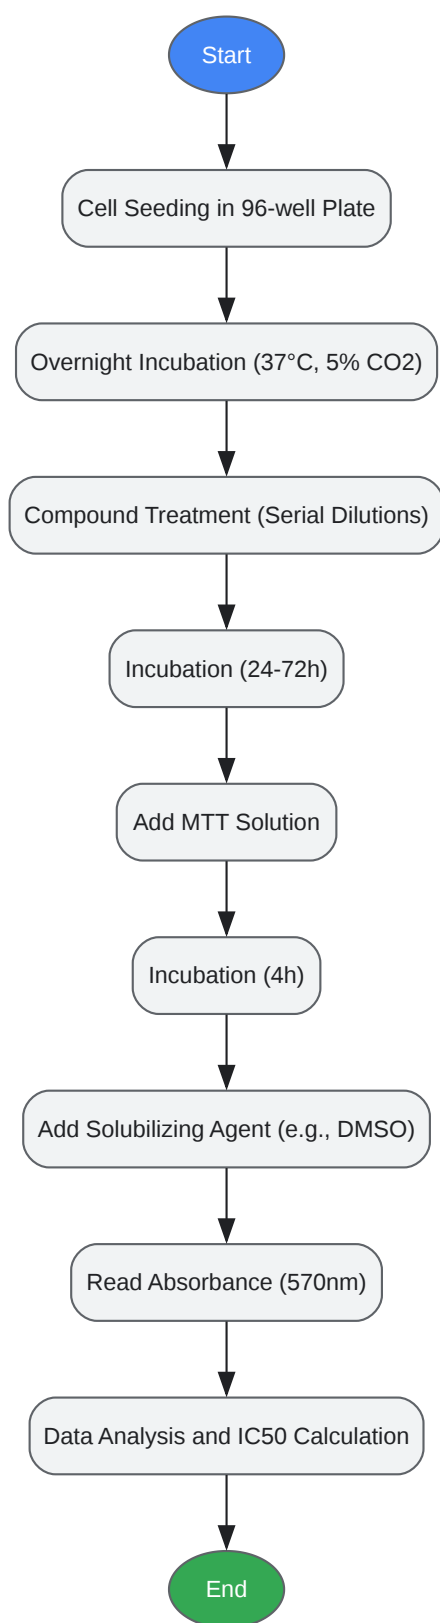 Start
Cell Seeding in 96-well Plate
Overnight Incubation (37°C, 5% CO2)
Compound Treatment (Serial Dilutions)
Incubation (24-72h)
Add MTT Solution
Incubation (4h)
Add Solubilizing Agent (e.g., DMSO)
Read Absorbance (570nm)
Data Analysis and IC50 Calculation
End